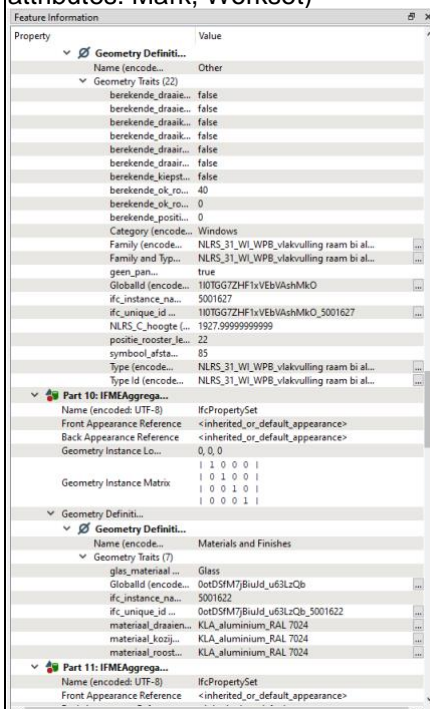 attributes: Mark, Workset)
Feature Information
Property Value
Geometry Definiti...
Name (encode... Other
Geometry Traits (22)
berekende_draaie... false
berekende_draaie... false
berekende_draaik... false
berekende_draaik... false
berekende_draair... false
berekende_draair... false
berekende_kiepst... false
berekende_ok_ro... 40
berekende_ok_ro... 0
berekende_positi... 0
Category (encode... Windows
Family (encode... NLRS_31_WI_WPB_vlakvulling raam bi al... ...
Family and Typ... NLRS_31_WI_WPB_vlakvulling raam bi al... ...
geen_pan... true
GlobalId (encode... 1I0TGG7ZHF1xVEbVAshMkO ...
ifc_instance_na... 5001627
ifc_unique_id ... 1I0TGG7ZHF1xVEbVAshMkO_5001627 ...
NLRS_C_hoogte (... 1927.99999999999
positie_rooster_le... 22
symbool_afsta... 85
Type (encode... NLRS_31_WI_WPB_vlakvulling raam bi al... ...
Type Id (encode... NLRS_31_WI_WPB_vlakvulling raam bi al... ...
Part 10: IFMEAggrega...
Name (encoded: UTF-8) IfcPropertySet
Front Appearance Reference <inherited_or_default_appearance>
Back Appearance Reference <inherited_or_default_appearance>
Geometry Instance Lo... 0, 0, 0
| 1 0 0 0 |
| 0 1 0 0 |
Geometry Instance Matrix
| 0 0 1 0 |
| 0 0 0 1 |
Geometry Definiti...
Geometry Definiti...
Name (encode... Materials and Finishes
Geometry Traits (7)
glas_materiaal ... Glass
GlobalId (encode... 0otDSfM7jBiuJd_u63LzQb ...
ifc_instance_na... 5001622
ifc_unique_id ... 0otDSfM7jBiuJd_u63LzQb_5001622 ...
materiaal_draaien... KLA_aluminium_RAL 7024 ...
materiaal_kozij... KLA_aluminium_RAL 7024 ...
materiaal_roost... KLA_aluminium_RAL 7024 ...
Part 11: IFMEAggrega...
Name (encoded: UTF-8) IfcPropertySet
Front Appearance Reference <inherited_or_default_appearance>